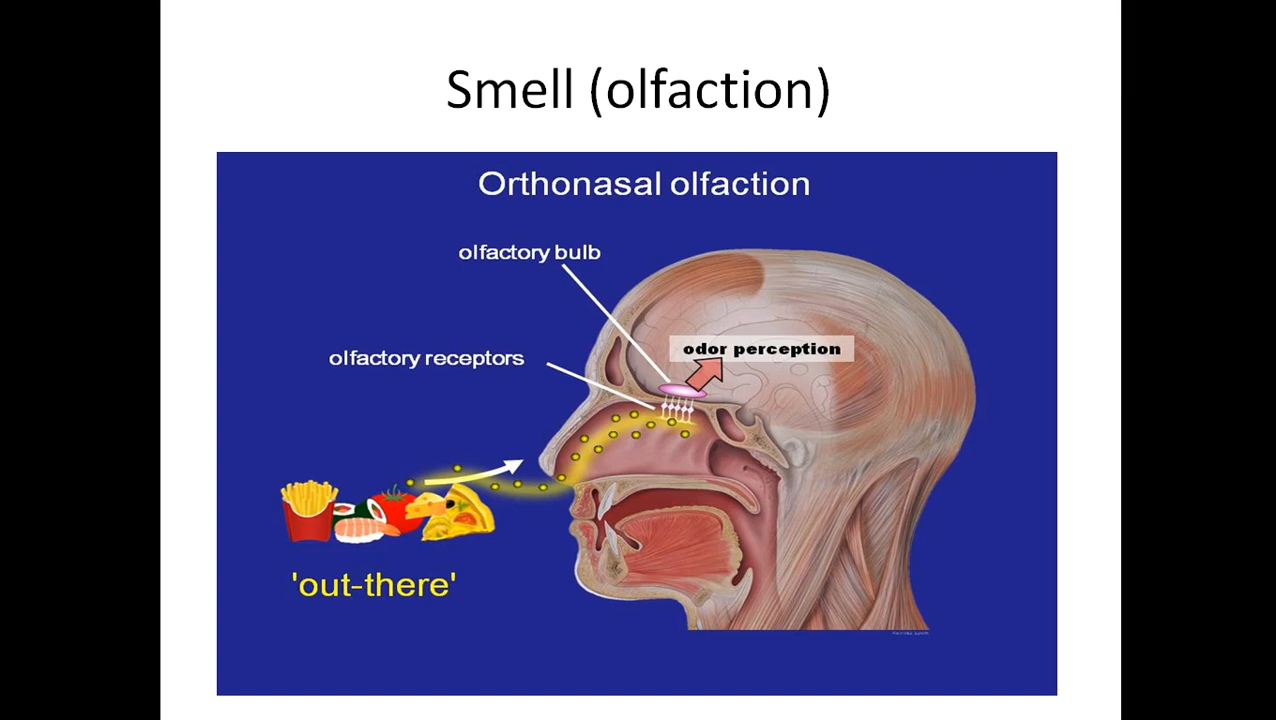 Smell (olfaction)
Orthonasal olfaction
olfactory bulb
odor perception
olfactory receptors
'out-there'